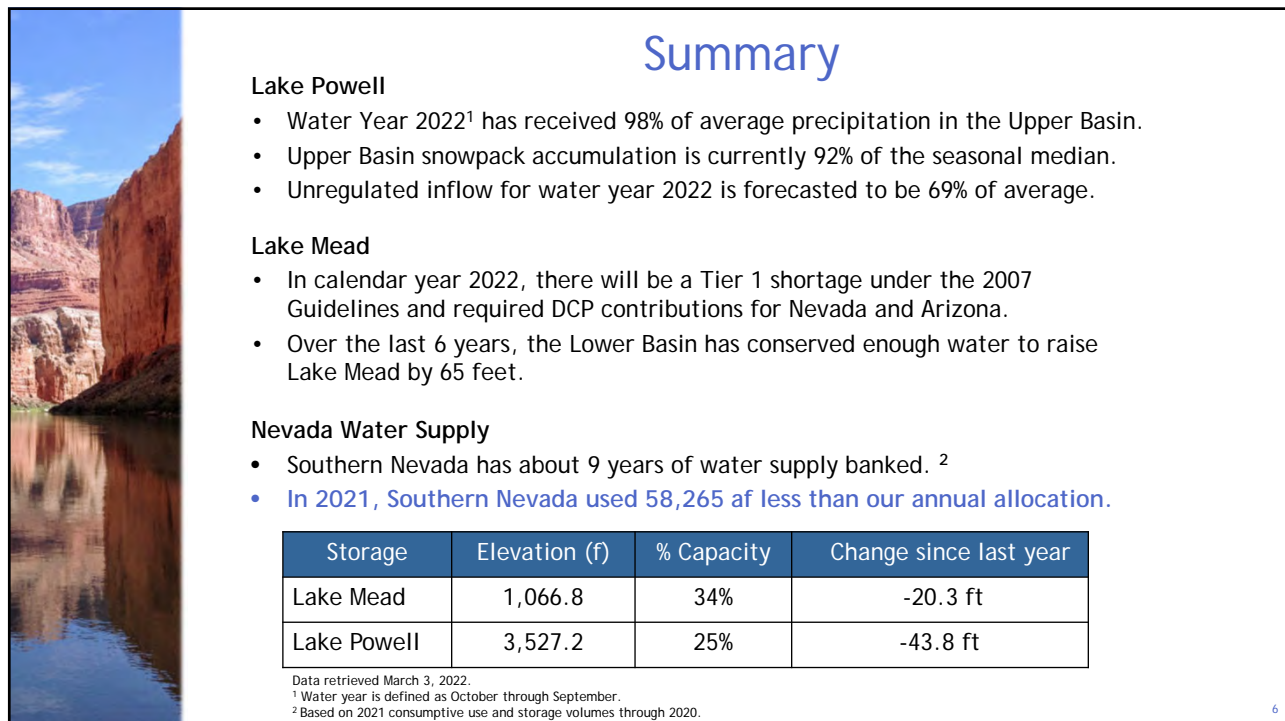 Summary
Lake Powell
• Water Year 2022¹ has received 98% of average precipitation in the Upper Basin.
• Upper Basin snowpack accumulation is currently 92% of the seasonal median.
• Unregulated inflow for water year 2022 is forecasted to be 69% of average.
Lake Mead
• In calendar year 2022, there will be a Tier 1 shortage under the 2007
Guidelines and required DCP contributions for Nevada and Arizona.
• Over the last 6 years, the Lower Basin has conserved enough water to raise
Lake Mead by 65 feet.
Nevada Water Supply
• Southern Nevada has about 9 years of water supply banked. ²
• In 2021, Southern Nevada used 58,265 af less than our annual allocation.
Storage Elevation (f) % Capacity Change since last year
Lake Mead 1,066.8 34% -20.3 ft
Lake Powell 3,527.2 25% -43.8 ft
Data retrieved March 3, 2022.
¹ Water year is defined as October through September.
² Based on 2021 consumptive use and storage volumes through 2020.
6